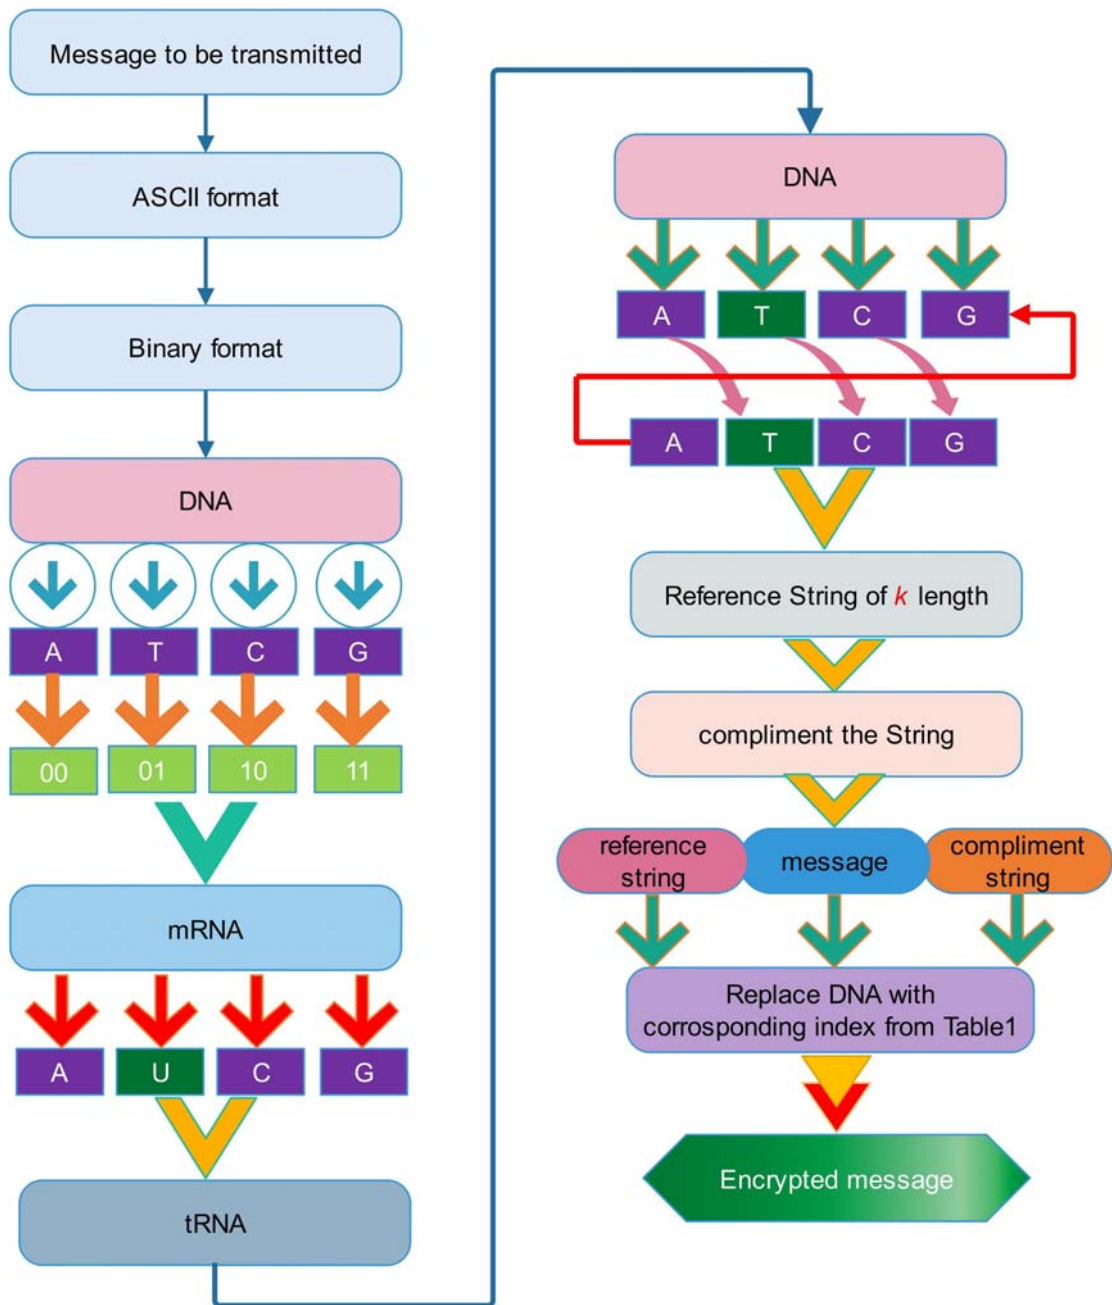 Message to be transmitted
ASCII format
Binary format
DNA
A T C G
00 01 10 11
mRNA
A U C G
tRNA
DNA
A T C G
A T C G
Reference String of k length
compliment the String
reference
string
message
compliment
string
Replace DNA with
corrosponding index from Table1
Encrypted message